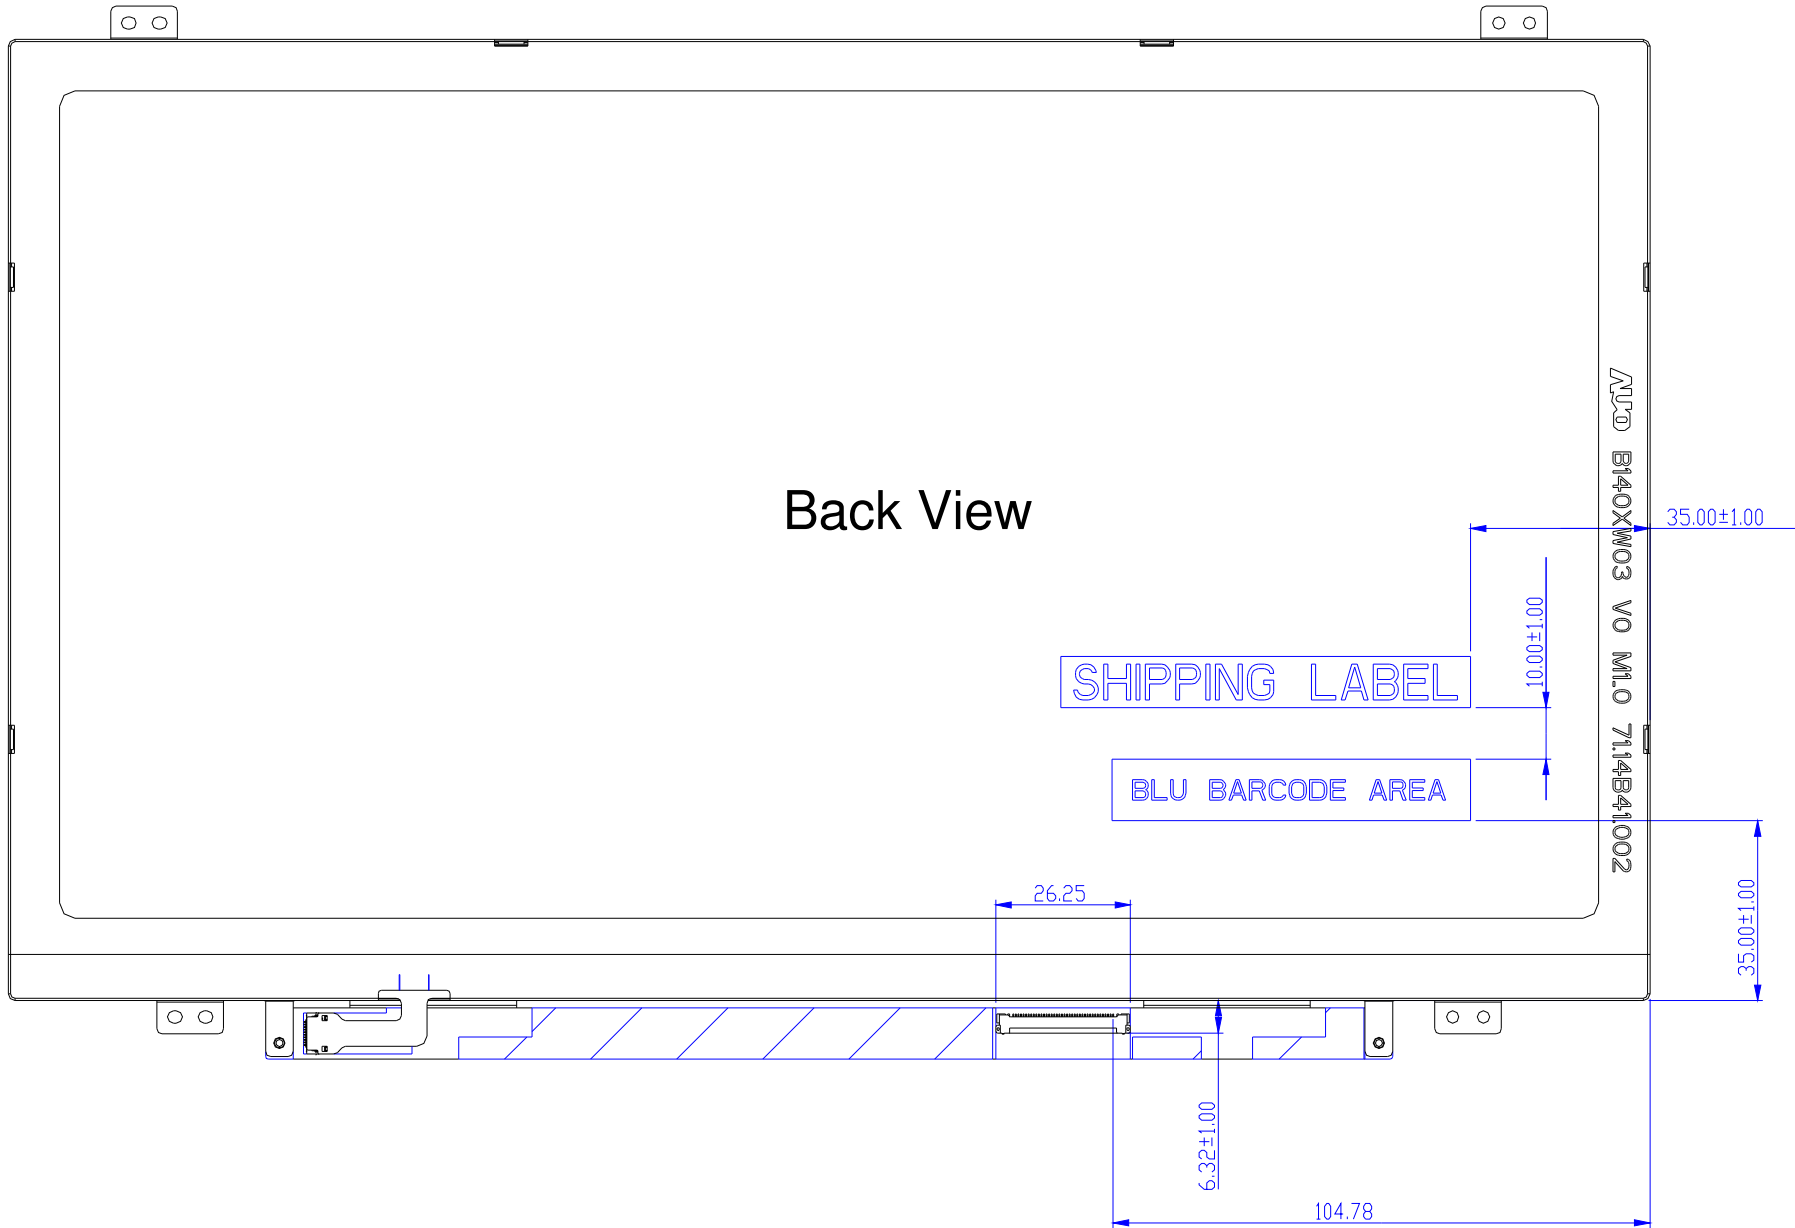 Back View
AUO B140XW03 V0 M1.0 71.14B41.002
35.00±1.00
10.00±1.00
SHIPPING LABEL
BLU BARCODE AREA
26.25
35.00±1.00
6.32±1.00
104.78